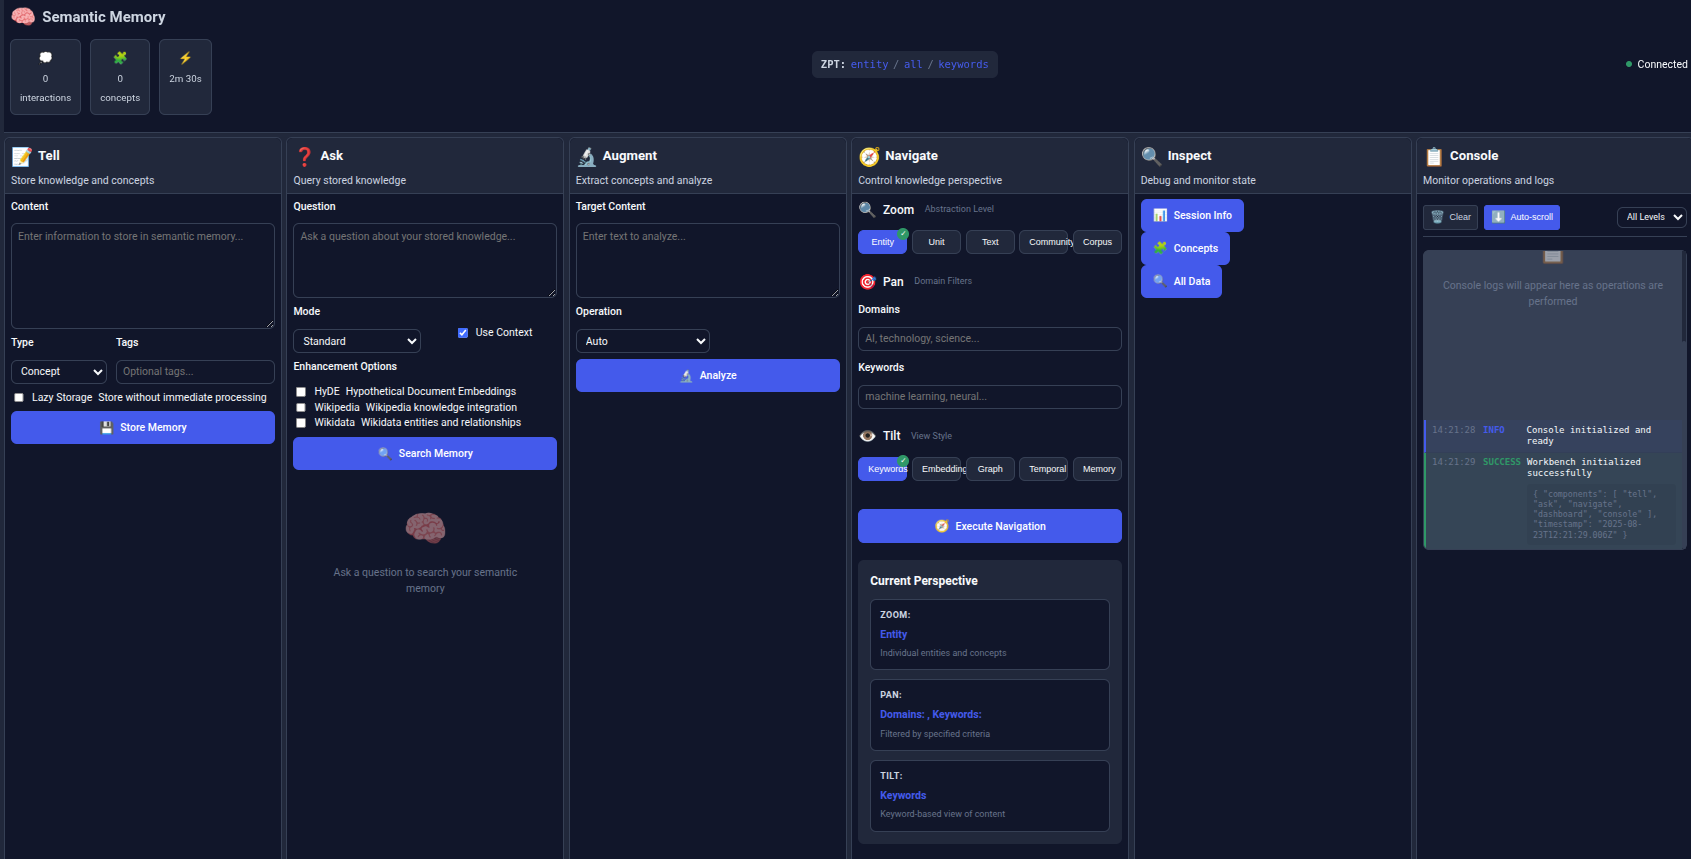 Semantic Memory
0
interactions
0
concepts
2m 30s
ZPT: entity / all / keywords
Connected
Tell
Store knowledge and concepts
Content
Enter information to store in semantic memory...
Type
Tags
Concept
Optional tags...
Lazy Storage Store without immediate processing
Store Memory
Ask
Query stored knowledge
Question
Ask a question about your stored knowledge...
Mode
Standard
Use Context
Enhancement Options
HyDE Hypothetical Document Embeddings
Wikipedia Wikipedia knowledge integration
Wikidata Wikidata entities and relationships
Search Memory
Ask a question to search your semantic
memory
Augment
Extract concepts and analyze
Target Content
Enter text to analyze...
Operation
Auto
Analyze
Navigate
Control knowledge perspective
Zoom Abstraction Level
Entity
Unit
Text
Community
Corpus
Pan Domain Filters
Domains
AI, technology, science...
Keywords
machine learning, neural...
Tilt View Style
Keywords
Embedding
Graph
Temporal
Memory
Execute Navigation
Current Perspective
ZOOM:
Entity
Individual entities and concepts
PAN:
Domains: , Keywords:
Filtered by specified criteria
TILT:
Keywords
Keyword-based view of content
Inspect
Debug and monitor state
Session Info
Concepts
All Data
Console
Monitor operations and logs
Clear
Auto-scroll
All Levels
Console logs will appear here as operations are
performed
14:21:28 INFO Console initialized and
ready
14:21:29 SUCCESS Workbench initialized
successfully
{ "components": [ "tell",
"ask", "navigate",
"dashboard", "console" ],
"timestamp": "2025-08-
23T12:21:29.006Z" }